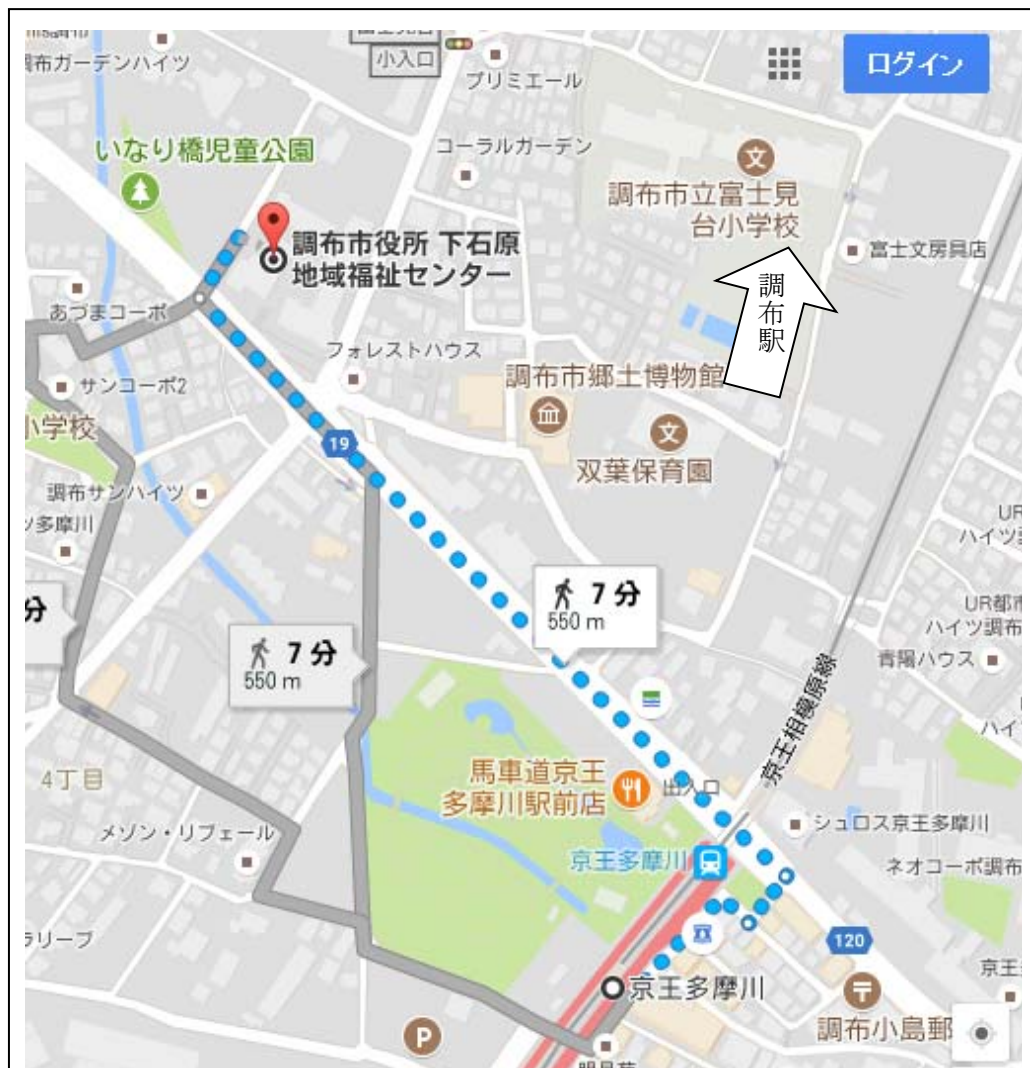 調布ガーデンハイツ
小入口
プリミエール
ログイン
いなり橋児童公園
コーラルガーデン
調布市立富士見
台小学校
調布市役所 下石原
地域福祉センター
富士文房具店
調布駅
あづまコーポ
フォレストハウス
サンコーポ2
調布市郷土博物館
小学校
19
双葉保育園
調布サンハイツ
ツ多摩川
UR
ハイツ調
7 分
550 m
分
7 分
550 m
UR都市
ハイツ調布
青陽ハウス
京王相模原線
ハイ
4丁目
馬車道京王
多摩川駅前店
出入口
メゾン・リブェール
シュロス京王多摩川
京王多摩川
ネオコーポ調布
ラリーブ
120
京王
京王多摩川
調布小島郵
P